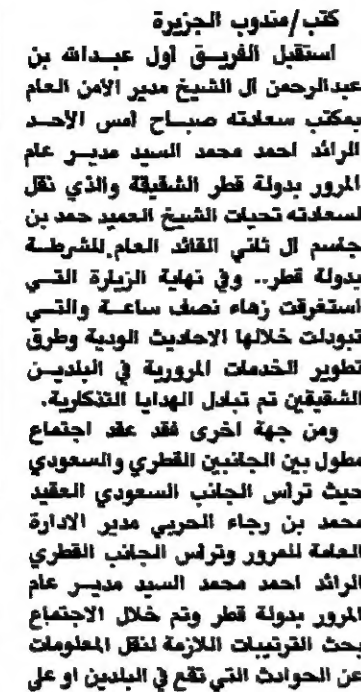 كتب/مندوب الجزيرة
استقبل الفريق أول عبدالله بن
عبدالرحمن آل الشيخ مدير الأمن العام
بمكتب سعادته صباح أمس الأحد
الرائد احمد محمد السيد مدير عام
المرور بدولة قطر الشقيقة والذي نقل
لسعادته تحيات الشيخ العميد حمد بن
جاسم آل ثاني القائد العام للشرطة
بدولة قطر.. وفي نهاية الزيارة التي
استغرقت زهاء نصف ساعة والتي
تبودلت خلالها الاحاديث الودية وطرق
تطوير الخدمات المرورية في البلدين
الشقيقين تم تبادل الهدايا التذكارية.
ومن جهة اخرى فقد عقد اجتماع
مطول بين الجانبين القطري والسعودي
حيث ترأس الجانب السعودي العقيد
محمد بن رجاء الحربي مدير الادارة
العامة للمرور وترأس الجانب القطري
الرائد احمد محمد السيد مدير عام
المرور بدولة قطر وتم خلال الاجتماع
بحث الترتيبات اللازمة لنقل المعلومات
عن الحوادث التي تقع في البلدين او على